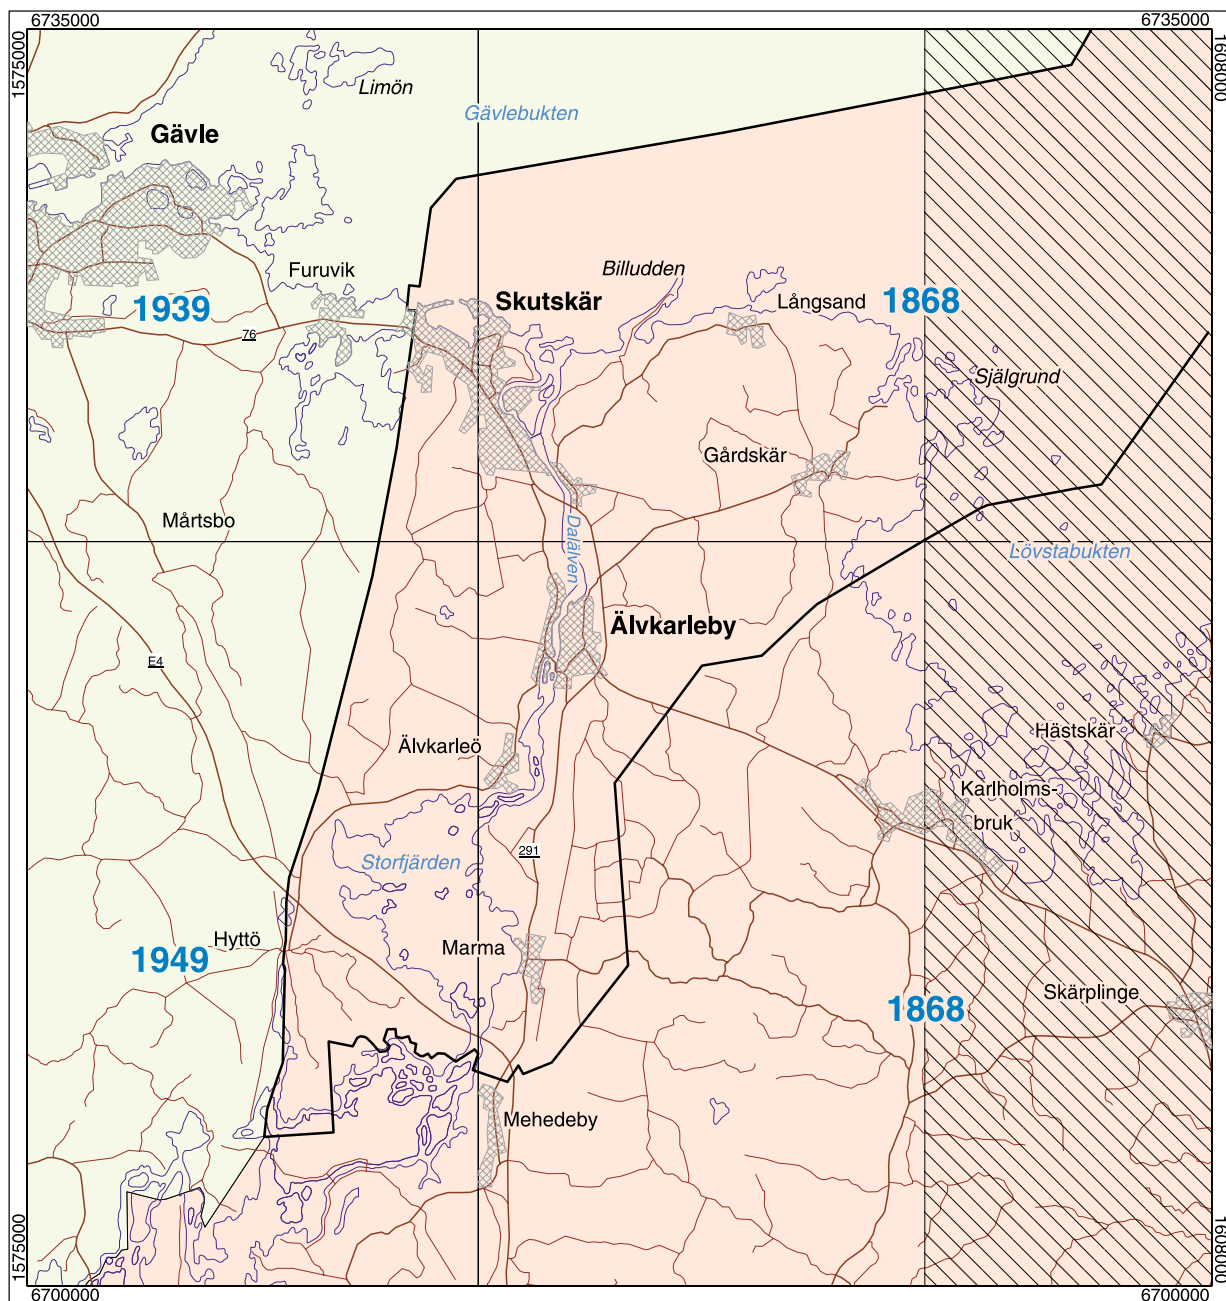 6735000
6735000
1575000
1608000
Limön
Gävlebukten
Gävle
Furuvik
Billudden
Skutskär
Långsand
1939
1868
76
Själgrund
Gårdskär
Mårtsbo
Dalälven
Lövstabukten
Älvkarleby
E4
Hästskär
Älvkarleö
Karlholms-
bruk
291
Storfjärden
Hyttö
Marma
1949
Skärplinge
1868
Mehedeby
1575000
1608000
6700000
6700000